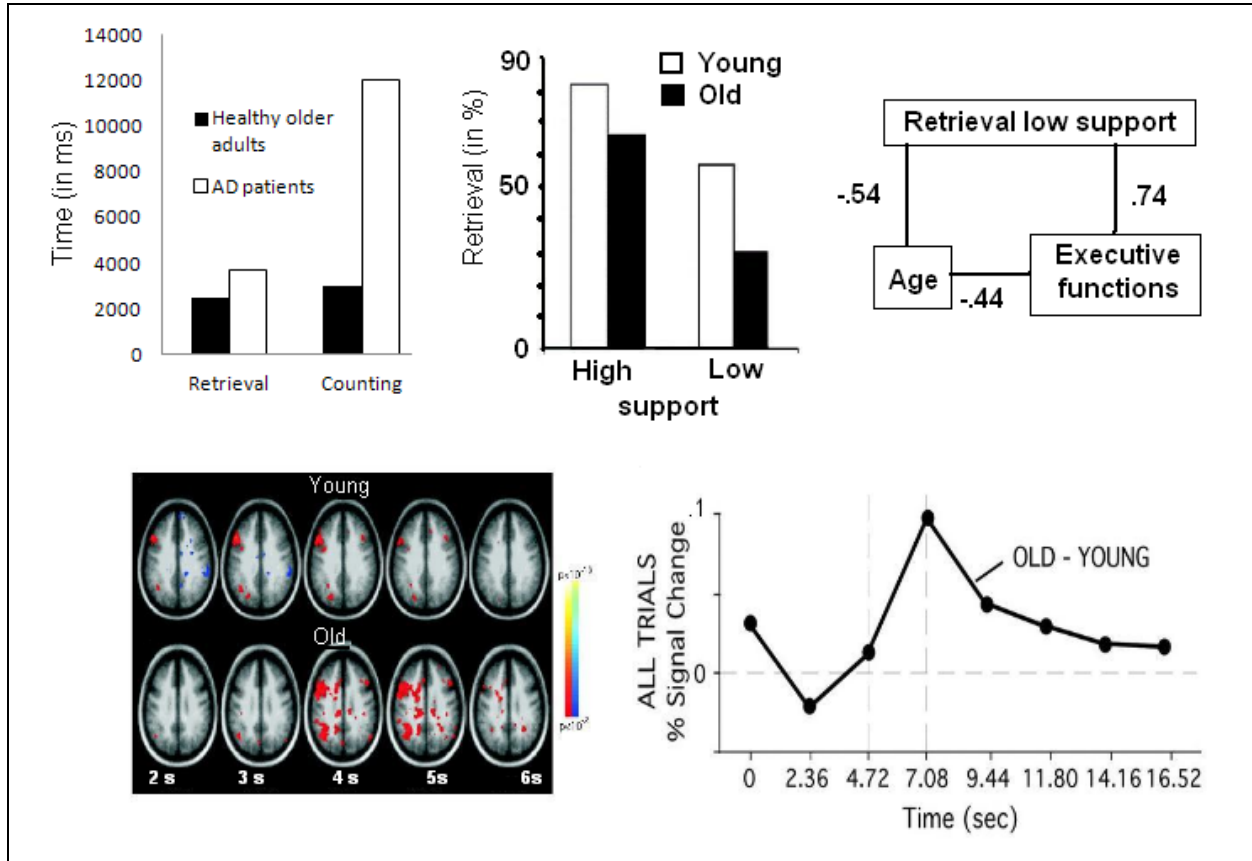 14000
12000
10000
8000
6000
4000
2000
0
Time (in ms)
Healthy older
adults
AD patients
Retrieval
Counting
90
50
0
Retrieval (in %)
Young
Old
High
Low
support
Retrieval low support
-.54
.74
Age
-.44
Executive
functions
Young
Old
2 s
3 s
4 s
5s
6s
.1
0
ALL TRIALS
% Signal Change
OLD - YOUNG
0
2.36
4.72
7.08
9.44
11.80
14.16
16.52
Time (sec)